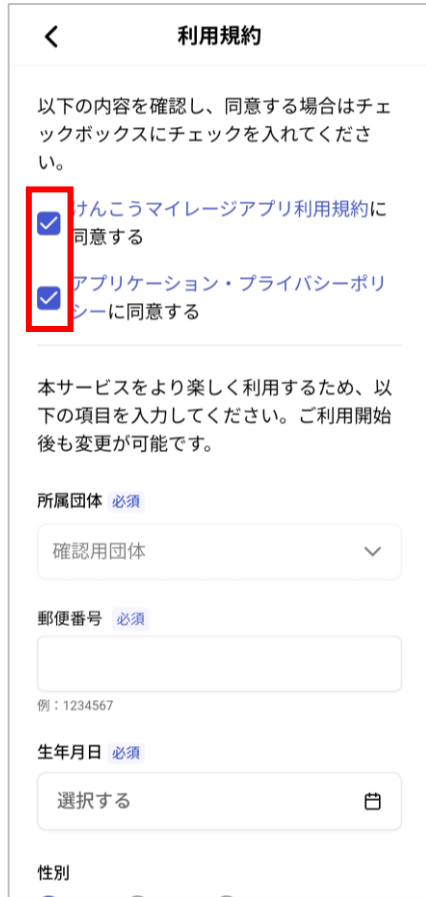 利用規約
以下の内容を確認し、同意する場合はチェ
ックボックスにチェックを入れてくださ
い。
けんこうマイレージアプリ利用規約に
同意する
アプリケーション・プライバシーポリ
シーに同意する
本サービスをより楽しく利用するため、以
下の項目を入力してください。ご利用開始
後も変更が可能です。
所属団体 必須
確認用団体
郵便番号 必須
例：1234567
生年月日 必須
選択する
性別